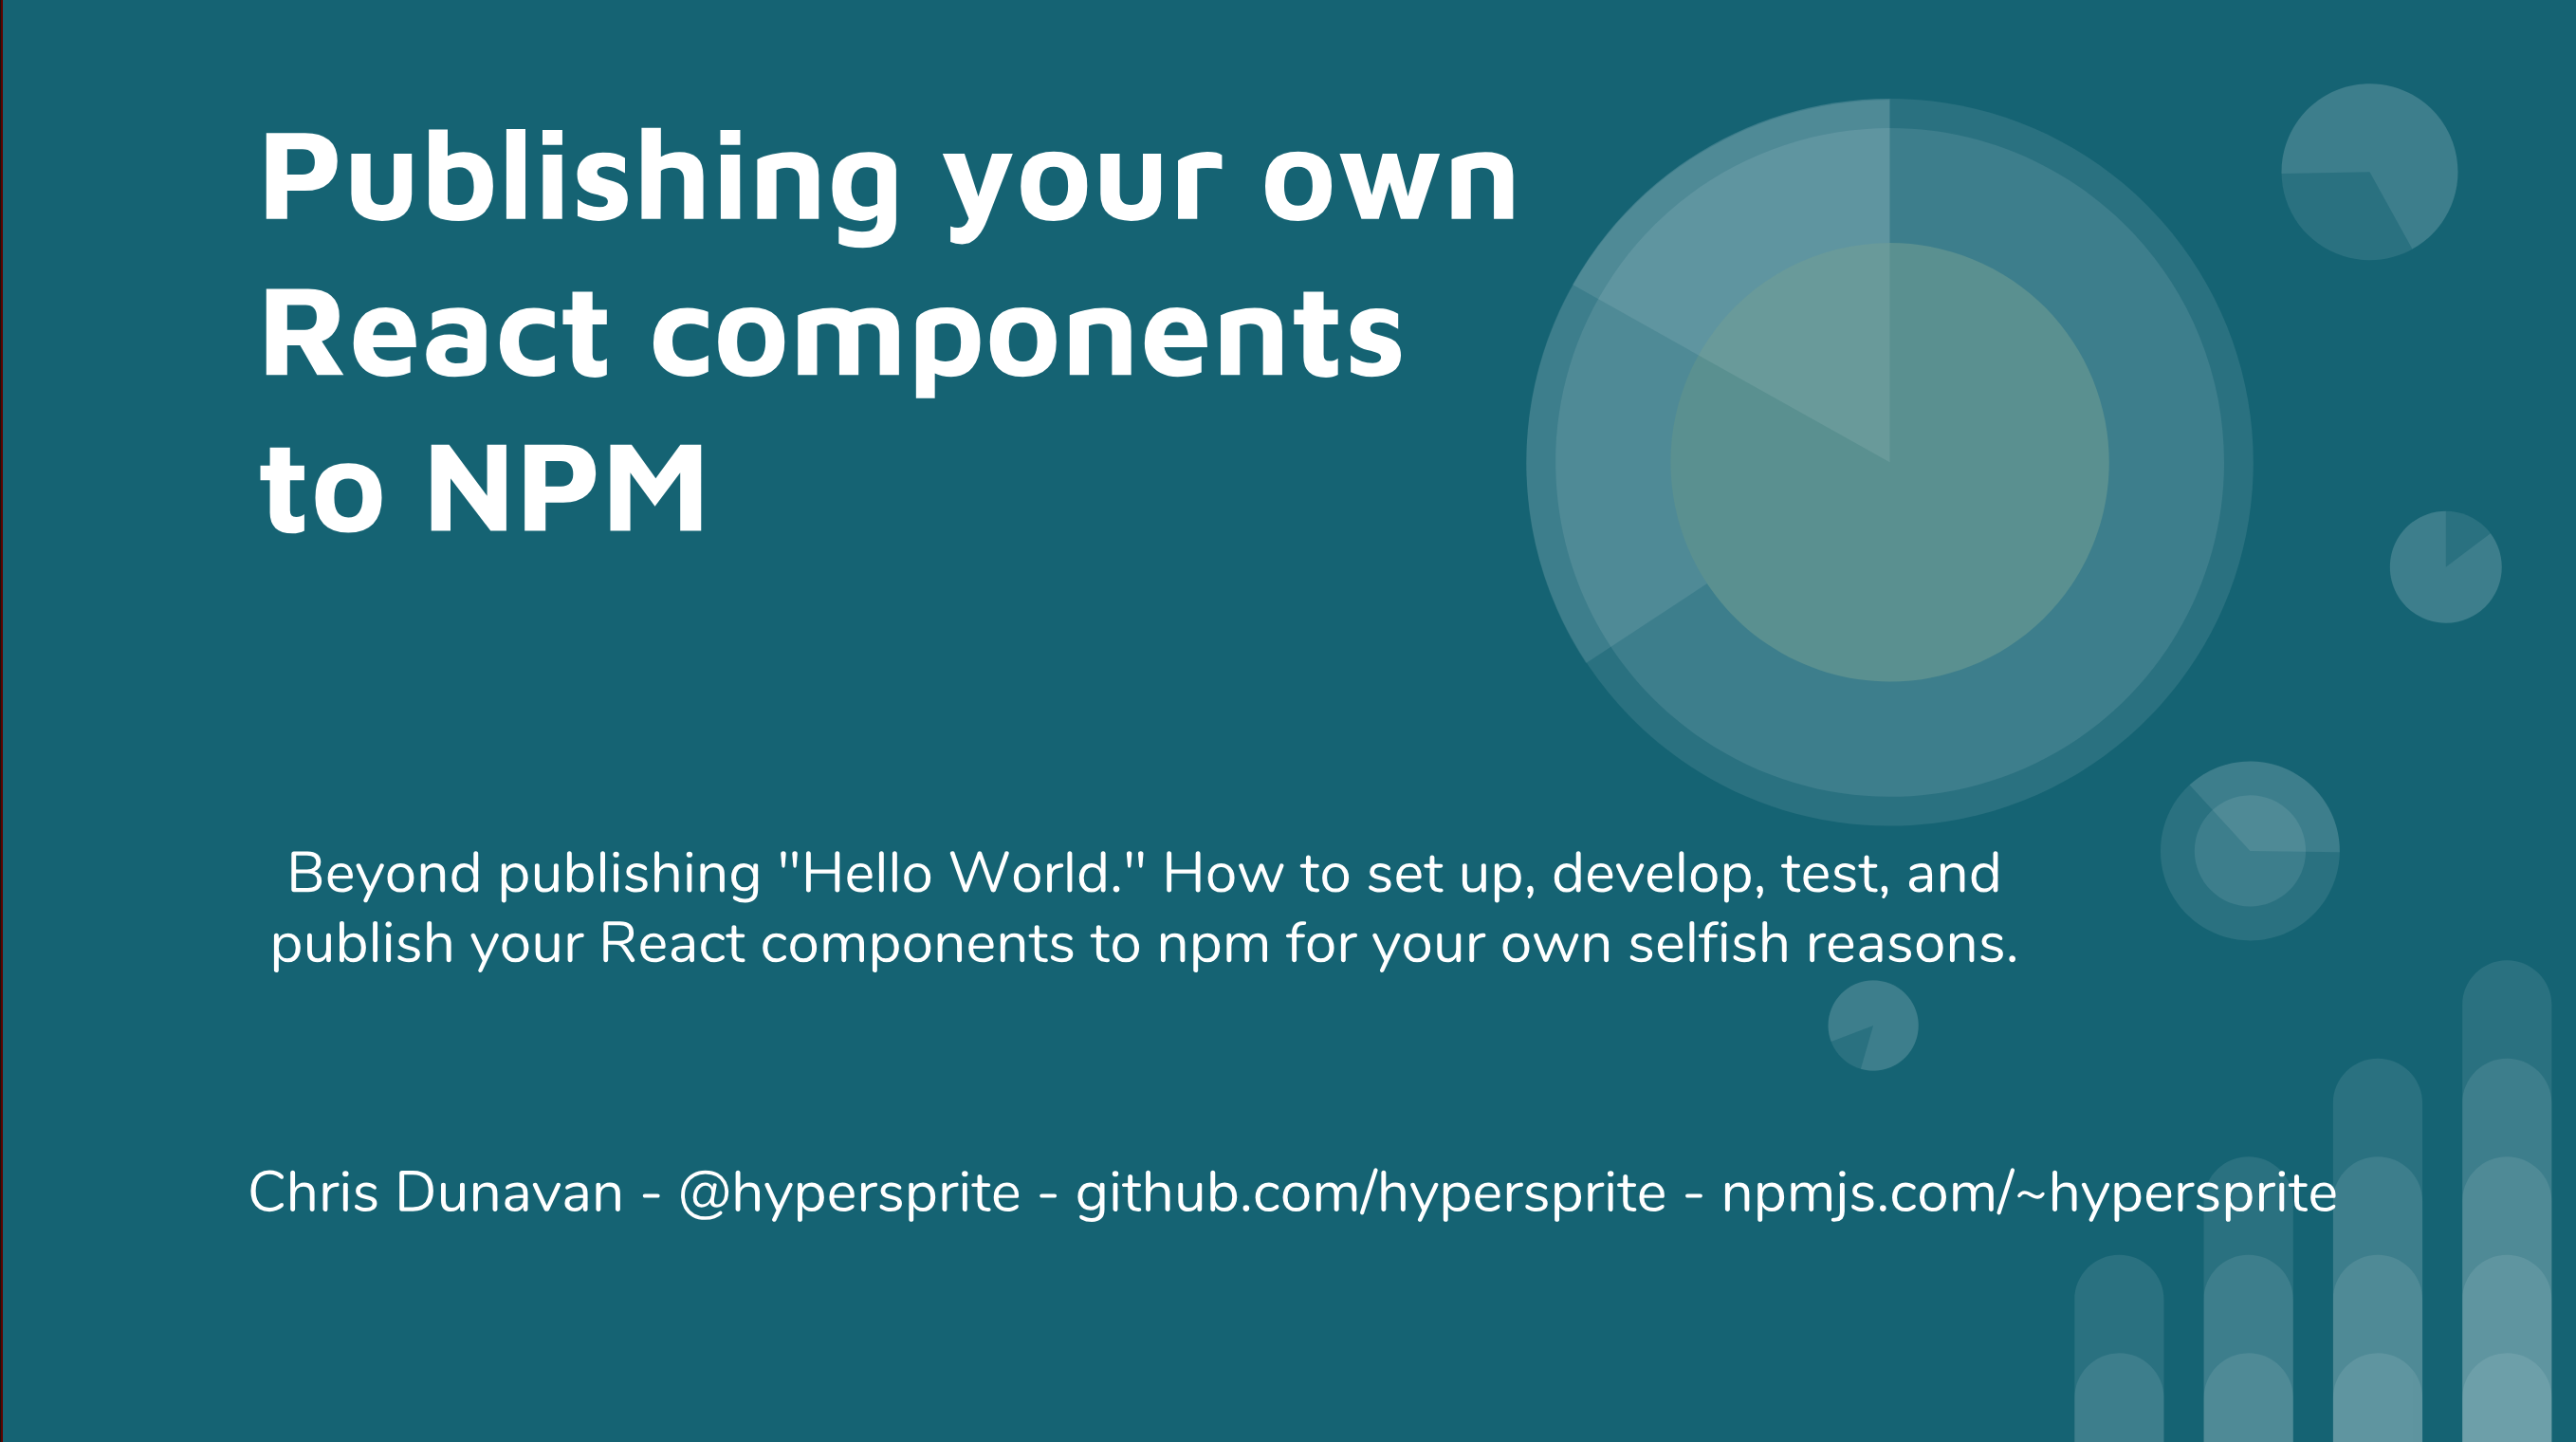 Publishing your own
React components
to NPM
Beyond publishing "Hello World." How to set up, develop, test, and
publish your React components to npm for your own selfish reasons.
Chris Dunavan - @hypersprite - github.com/hypersprite - npmjs.com/~hypersprite